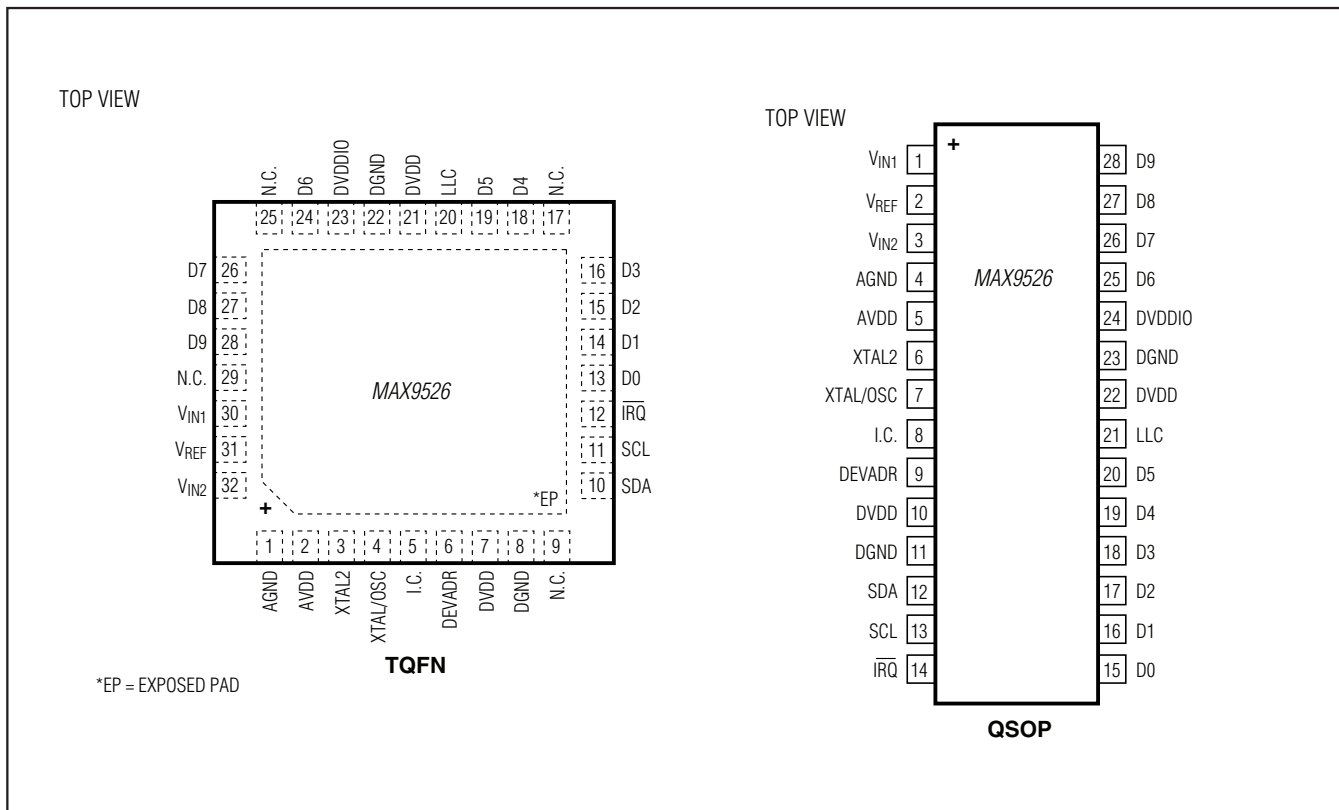 TOP VIEW
N.C. D6 DVDDIO DGND DVDD LLC D5 D4 N.C.
25 24 23 22 21 20 19 18 17
D7 26
D8 27
D9 28
N.C. 29
VIN1 30
VREF 31
VIN2 32
16 D3
15 D2
14 D1
13 D0
12 IRQ
11 SCL
10 SDA
MAX9526
*EP
+
1 2 3 4 5 6 7 8 9
AGND AVDD XTAL2 XTAL/OSC I.C. DEVADR DVDD DGND N.C.
TQFN
*EP = EXPOSED PAD
TOP VIEW
+
MAX9526
VIN1 1
VREF 2
VIN2 3
AGND 4
AVDD 5
XTAL2 6
XTAL/OSC 7
I.C. 8
DEVADR 9
DVDD 10
DGND 11
SDA 12
SCL 13
IRQ 14
28 D9
27 D8
26 D7
25 D6
24 DVDDIO
23 DGND
22 DVDD
21 LLC
20 D5
19 D4
18 D3
17 D2
16 D1
15 D0
QSOP